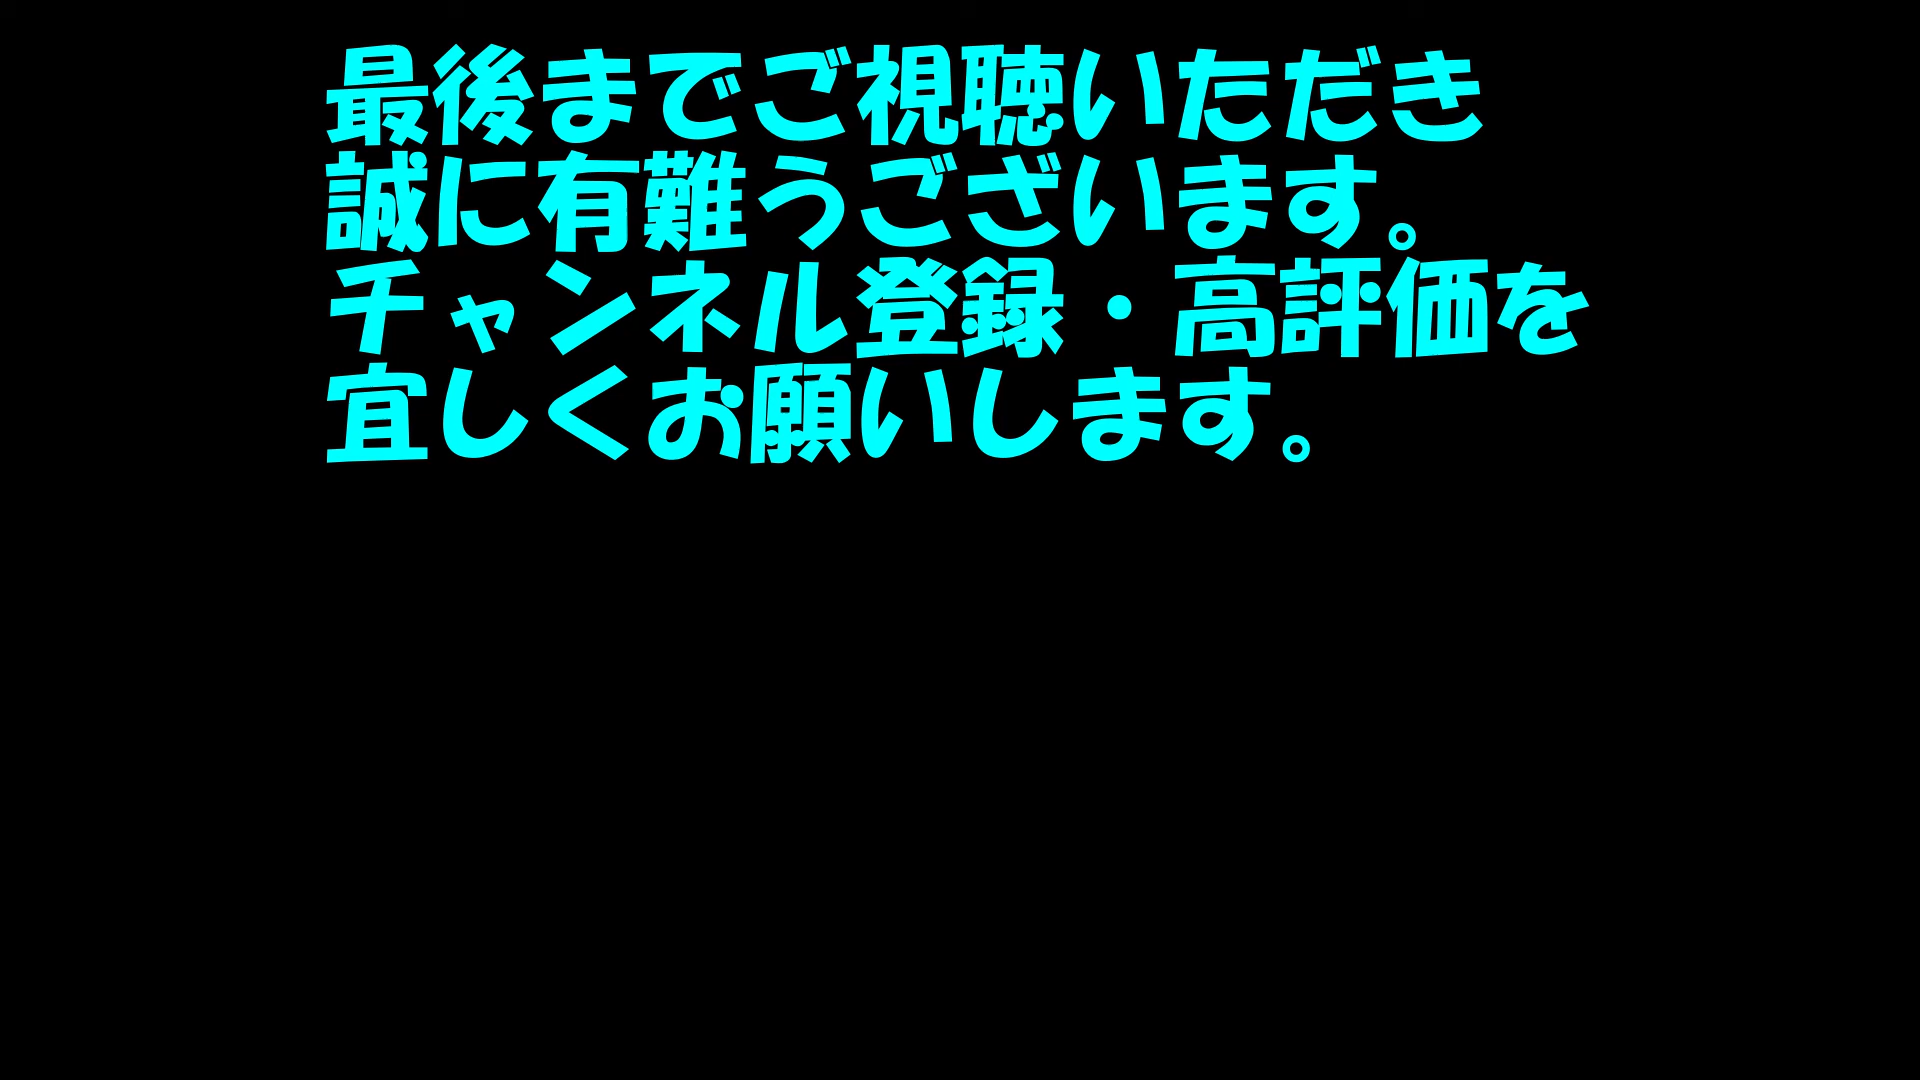 最後までご視聴いただき
誠に有難うございます。
チャンネル登録・高評価を
宜しくお願いします。